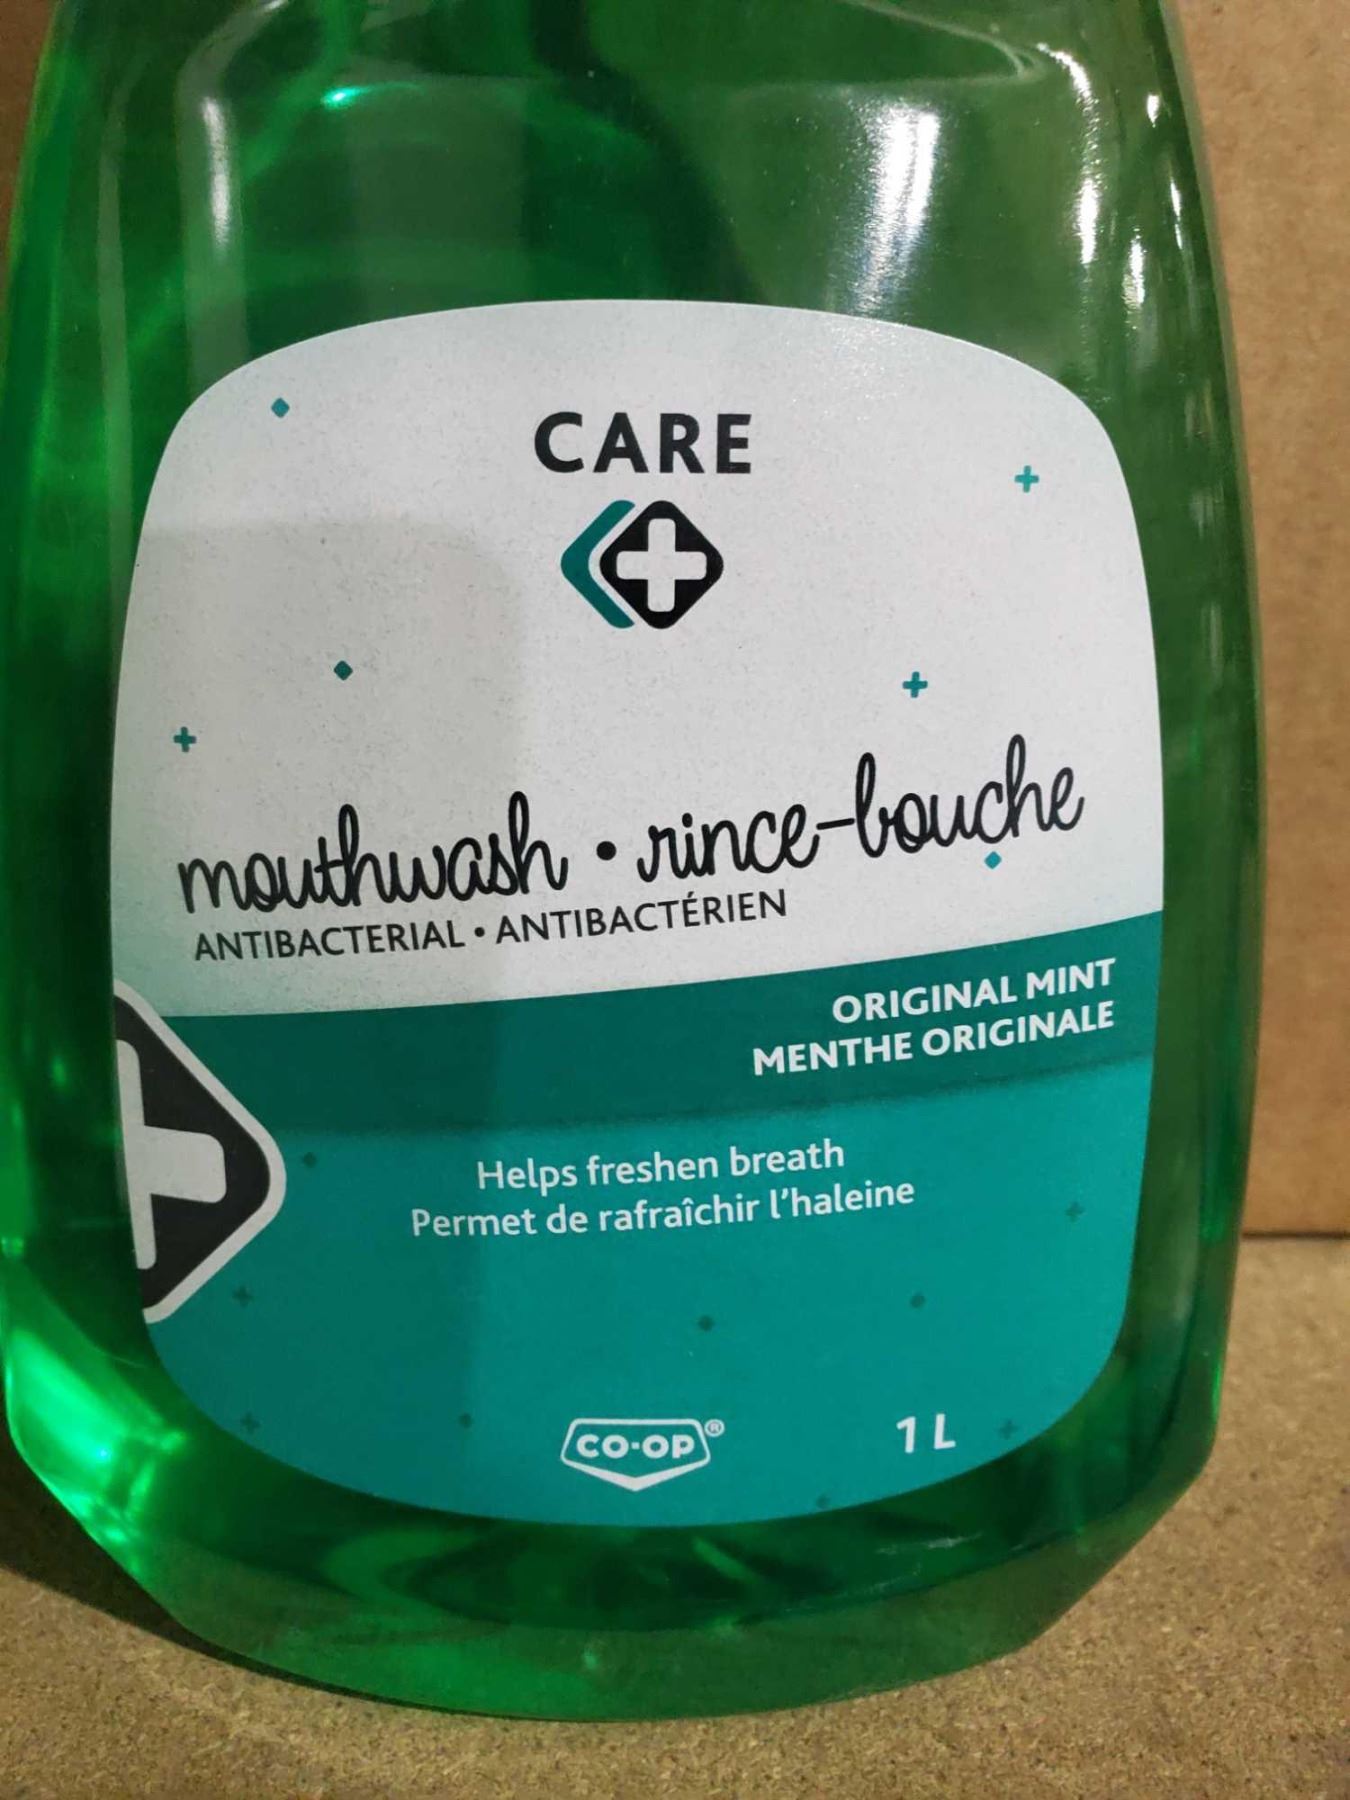 CARE
mouthwash • rince-bouche
ANTIBACTERIAL • ANTIBACTÉRIEN
ORIGINAL MINT
MENTHE ORIGINALE
Helps freshen breath
Permet de rafraîchir l'haleine
CO-OP®
1 L